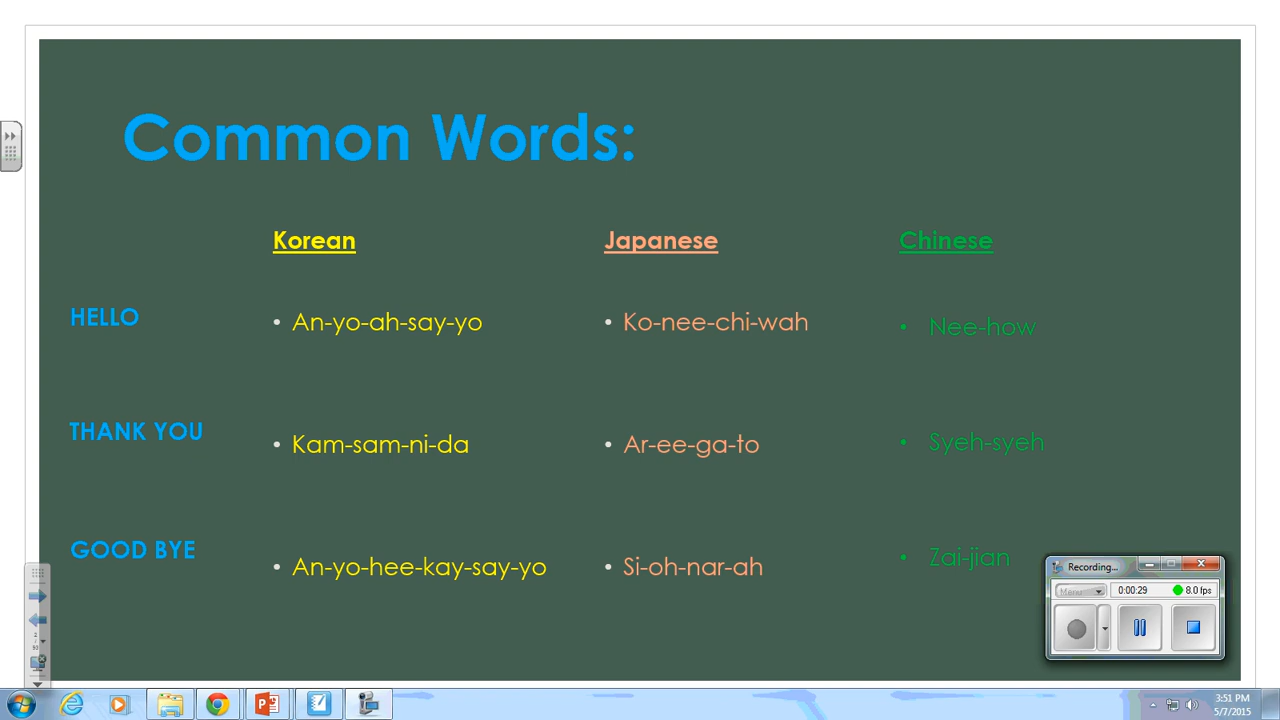 Common Words:
Korean Japanese Chinese
HELLO • An-yo-ah-say-yo • Ko-nee-chi-wah • Nee-how
THANK YOU • Kam-sam-ni-da • Ar-ee-ga-to • Syeh-syeh
GOOD BYE • An-yo-hee-kay-say-yo • Si-oh-nar-ah • Zai-jian
Recording...
Menu 0:00:29 8.0 fps
3:51 PM
5/7/2015